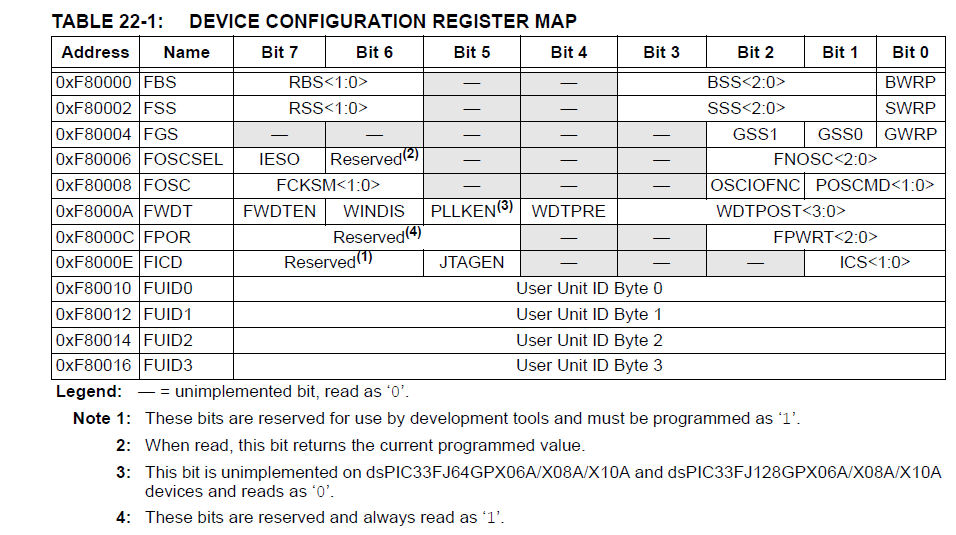 TABLE 22-1: DEVICE CONFIGURATION REGISTER MAP
Address Name Bit 7 Bit 6 Bit 5 Bit 4 Bit 3 Bit 2 Bit 1 Bit 0
0xF80000 FBS RBS<1:0> — — BSS<2:0> BWRP
0xF80002 FSS RSS<1:0> — — SSS<2:0> SWRP
0xF80004 FGS — — — — — GSS1 GSS0 GWRP
0xF80006 FOSCSEL IESO Reserved(2) — — — FNOSC<2:0>
0xF80008 FOSC FCKSM<1:0> — — — OSCIOFNC POSCMD<1:0>
0xF8000A FWDT FWDTEN WINDIS PLLKEN(3) WDTPRE WDTPOST<3:0>
0xF8000C FPOR Reserved(4) — — FPWRT<2:0>
0xF8000E FICD Reserved(1) JTAGEN — — — ICS<1:0>
0xF80010 FUID0 User Unit ID Byte 0
0xF80012 FUID1 User Unit ID Byte 1
0xF80014 FUID2 User Unit ID Byte 2
0xF80016 FUID3 User Unit ID Byte 3
Legend: — = unimplemented bit, read as ‘0’.
Note 1: These bits are reserved for use by development tools and must be programmed as ‘1’.
2: When read, this bit returns the current programmed value.
3: This bit is unimplemented on dsPIC33FJ64GPX06A/X08A/X10A and dsPIC33FJ128GPX06A/X08A/X10A
devices and reads as ‘0’.
4: These bits are reserved and always read as ‘1’.